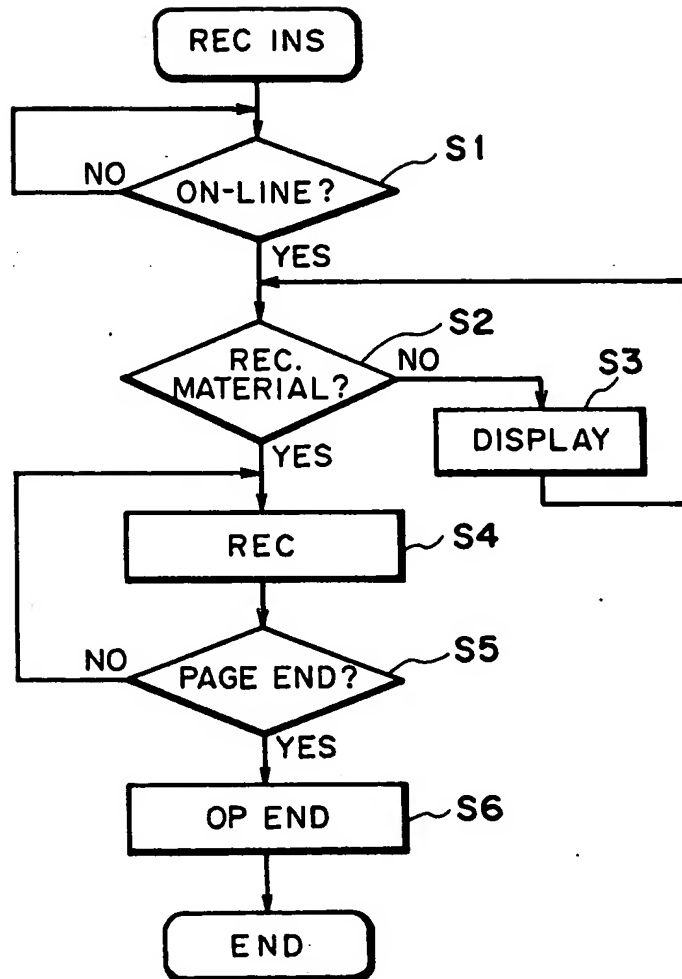 REC INS
S1
NO
ON-LINE?
YES
S2
REC.
MATERIAL?
NO
S3
DISPLAY
YES
REC
S4
NO
PAGE END?
S5
YES
OP END
S6
END